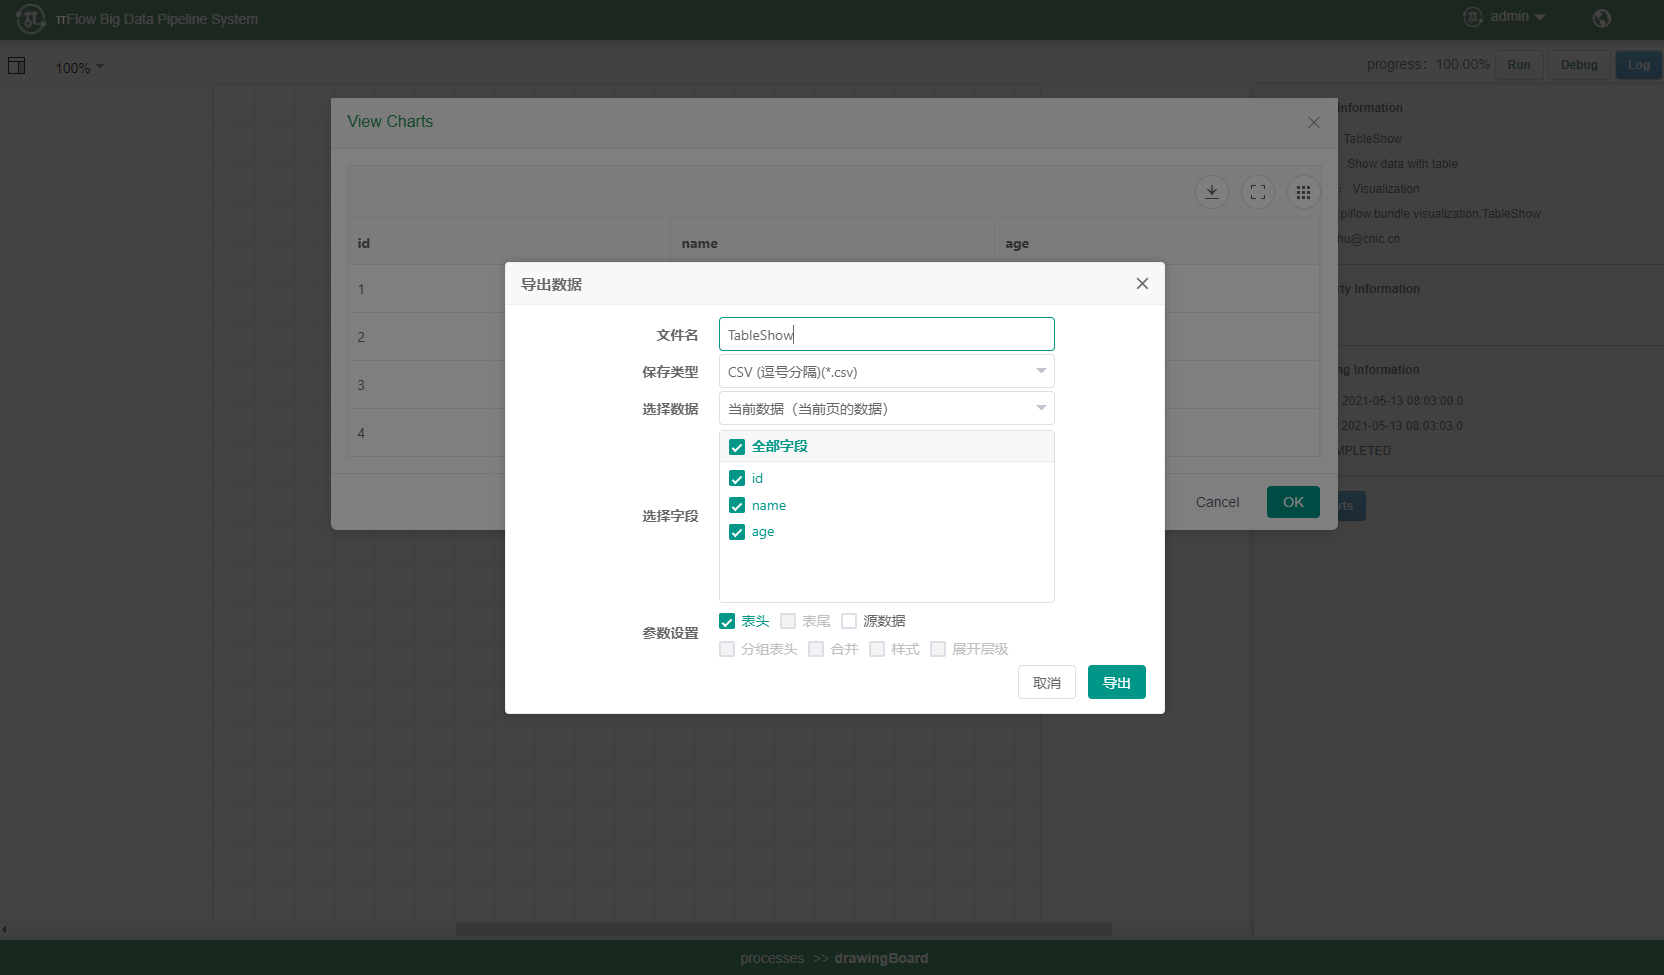 πFlow Big Data Pipeline System
admin
100%
progress: 100.00%
Run
Debug
Log
View Charts
id
name
age
1
2
3
4
Cancel
OK
导出数据
文件名
TableShow
保存类型
CSV (逗号分隔)(*.csv)
选择数据
当前数据（当前页的数据）
选择字段
全部字段
id
name
age
参数设置
表头 表尾 源数据
分组表头 合并 样式 展开层级
取消
导出
nformation
TableShow
Show data with table
: Visualization
.piflow.bundle.visualization.TableShow
hu@cnic.cn
ty Information
ng Information
2021-05-13 08:03:00.0
2021-05-13 08:03:03.0
MPLETED
rts
processes >> drawingBoard